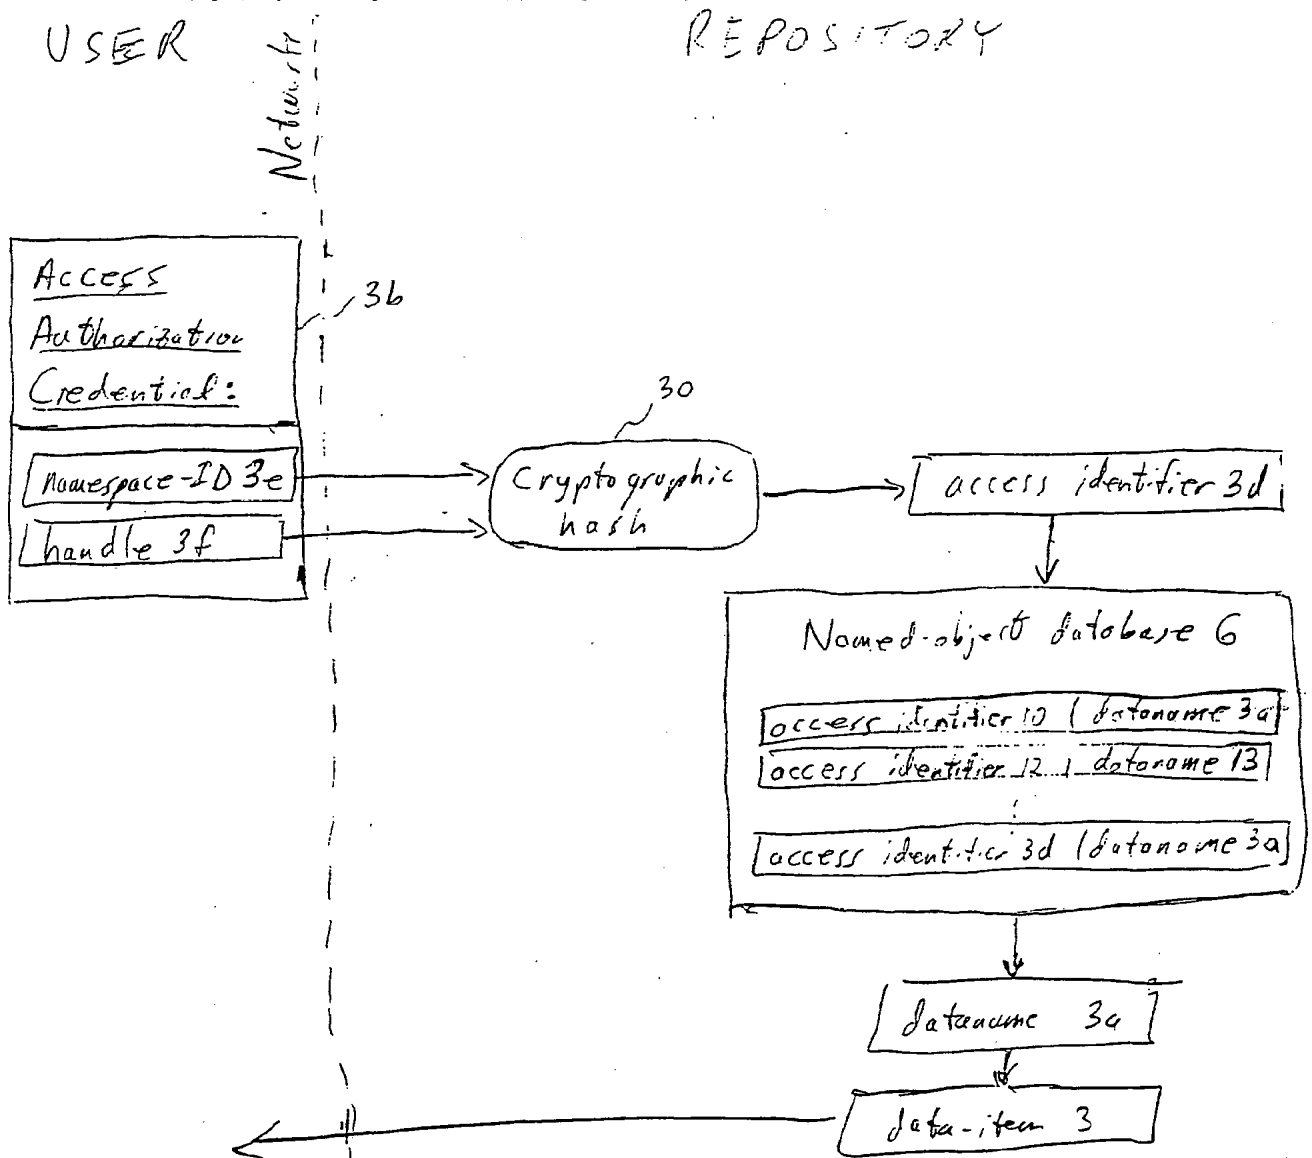 USER
REPOSITORY
Network
Access
Authorization
Credential:
3b
30
namespace-ID 3e
handle 3f
Cryptographic
hash
access identifier 3d
Named-object database 6
access identifier 10 | dataname 3a
access identifier 12 | dataname 13
access identifier 3d | dataname 3a
dataname 3a
data-item 3